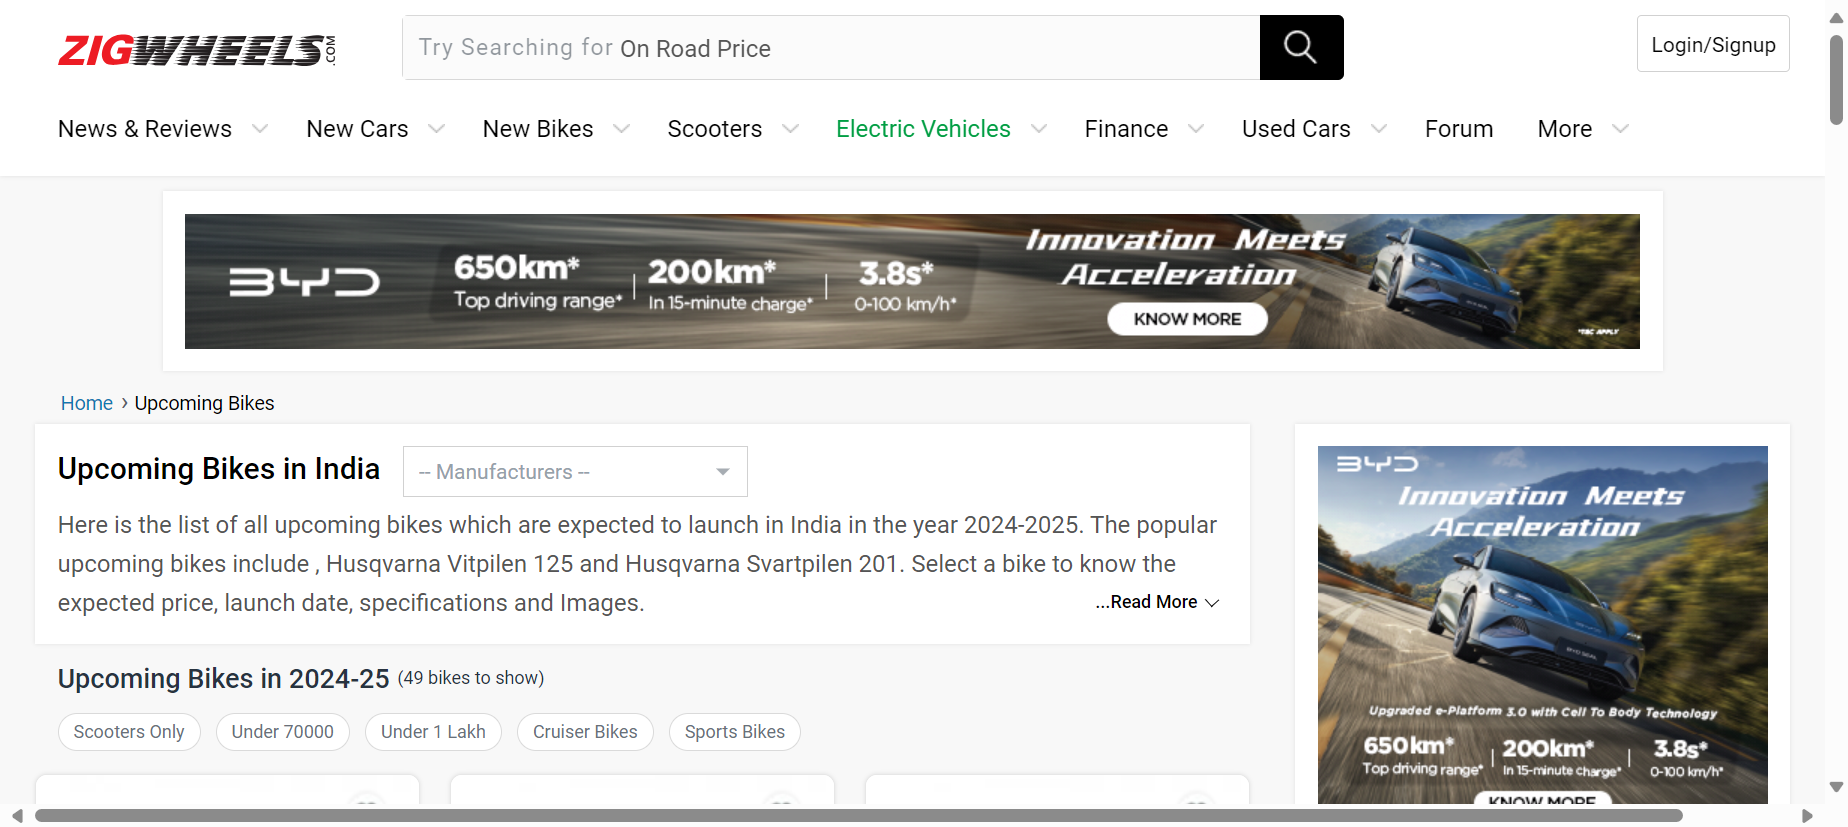 ZIGWHEELS.COM
Try Searching for On Road Price
Login/Signup
News & Reviews
New Cars
New Bikes
Scooters
Electric Vehicles
Finance
Used Cars
Forum
More
BYD
650km*
Top driving range*
200km*
In 15-minute charge*
3.8s*
0-100 km/h*
Innovation Meets
Acceleration
KNOW MORE
*T&C APPLY
Home › Upcoming Bikes
Upcoming Bikes in India
-- Manufacturers --
Here is the list of all upcoming bikes which are expected to launch in India in the year 2024-2025. The popular
upcoming bikes include , Husqvarna Vitpilen 125 and Husqvarna Svartpilen 201. Select a bike to know the
expected price, launch date, specifications and Images.
...Read More
Upcoming Bikes in 2024-25 (49 bikes to show)
Scooters Only
Under 70000
Under 1 Lakh
Cruiser Bikes
Sports Bikes
BYD
Innovation Meets
Acceleration
BYD SEAL
Upgraded e-Platform 3.0 with Cell To Body Technology
650km*
Top driving range*
200km*
In 15-minute charge*
3.8s*
0-100 km/h*
KNOW MORE